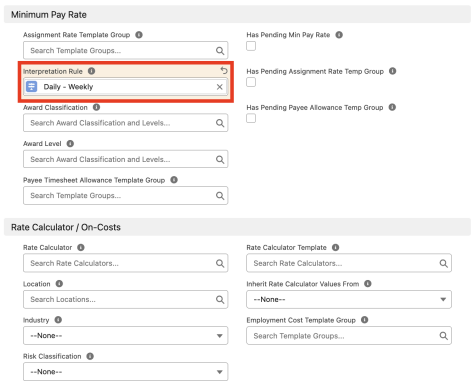 Minimum Pay Rate
Assignment Rate Template Group
Has Pending Min Pay Rate
Search Template Groups...
Interpretation Rule
Has Pending Assignment Rate Temp Group
Daily - Weekly
Award Classification
Has Pending Payee Allowance Temp Group
Search Award Classification and Levels...
Award Level
Search Award Classification and Levels...
Payee Timesheet Allowance Template Group
Search Template Groups...
Rate Calculator / On-Costs
Rate Calculator
Rate Calculator Template
Search Rate Calculators...
Search Rate Calculators...
Location
Inherit Rate Calculator Values From
Search Locations...
--None--
Industry
Employment Cost Template Group
--None--
Search Template Groups...
Risk Classification
--None--